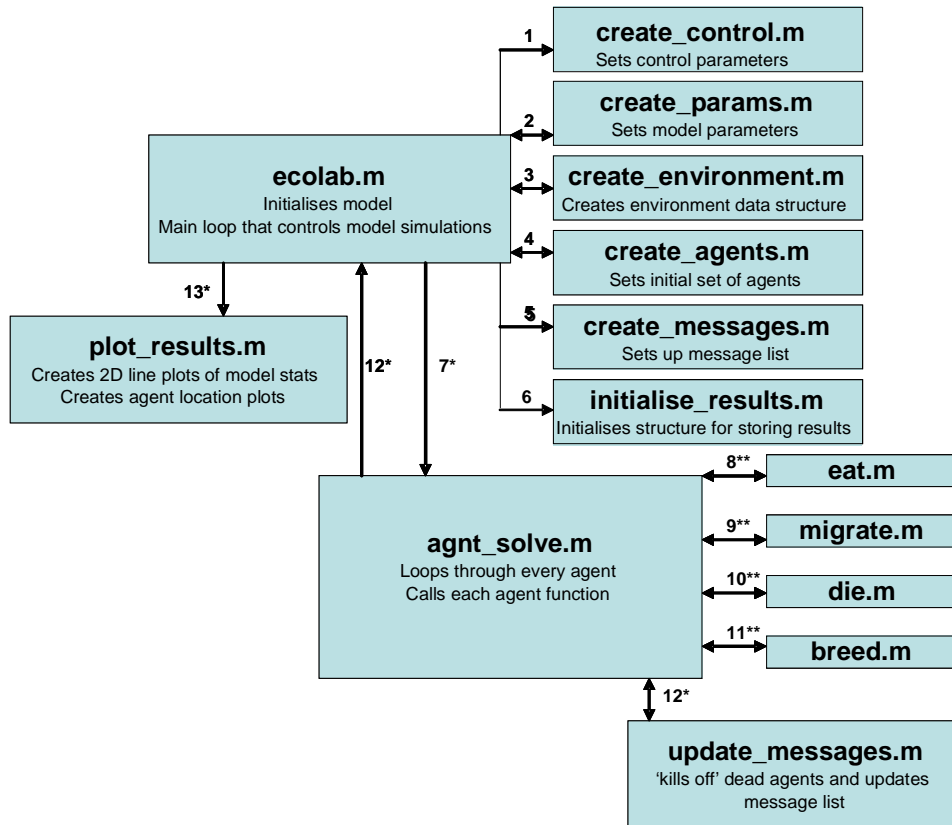 1
create_control.m
Sets control parameters
2
create_params.m
Sets model parameters
ecolab.m
Initialises model
Main loop that controls model simulations
3
create_environment.m
Creates environment data structure
4
create_agents.m
Sets initial set of agents
5
create_messages.m
Sets up message list
6
initialise_results.m
Initialises structure for storing results
13*
plot_results.m
Creates 2D line plots of model stats
Creates agent location plots
12*
7*
agnt_solve.m
Loops through every agent
Calls each agent function
8**
eat.m
9**
migrate.m
10**
die.m
11**
breed.m
12*
update_messages.m
‘kills off’ dead agents and updates
message list